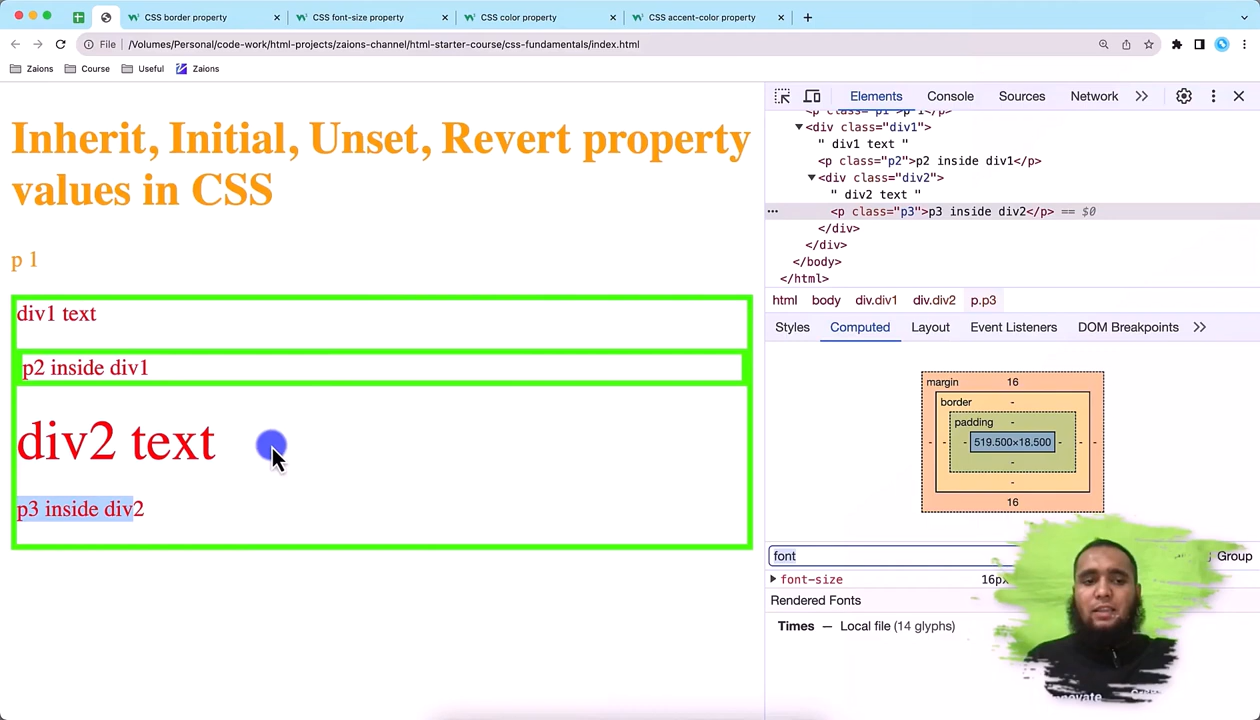 CSS border property
CSS font-size property
CSS color property
CSS accent-color property
File | /Volumes/Personal/code-work/html-projects/zaions-channel/html-starter-course/css-fundamentals/index.html
Zaions Course Useful Zaions
Inherit, Initial, Unset, Revert property
values in CSS
p 1
div1 text
p2 inside div1
div2 text
p3 inside div2
Elements Console Sources Network
<p class="p1">p 1</p>
<div class="div1">
" div1 text "
<p class="p2">p2 inside div1</p>
<div class="div2">
" div2 text "
<p class="p3">p3 inside div2</p> == $0
</div>
</div>
</body>
</html>
html body div.div1 div.div2 p.p3
Styles Computed Layout Event Listeners DOM Breakpoints
margin 16
border -
padding -
- - - 519.500×18.500 - - -
-
-
16
font
Group
font-size 16px
Rendered Fonts
Times — Local file (14 glyphs)